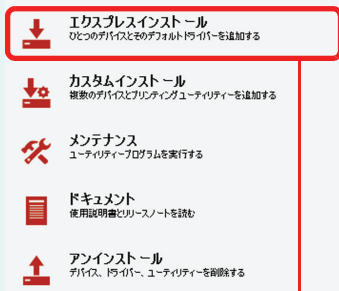 エクスプレスインストール
ひとつのデバイスとそのデフォルトドライバーを追加する
カスタムインストール
複数のデバイスとプリンティングユーティリティーを追加する
メンテナンス
ユーティリティープログラムを実行する
ドキュメント
使用説明書とリリースノートを読む
アンインストール
デバイス、ドライバー、ユーティリティーを削除する